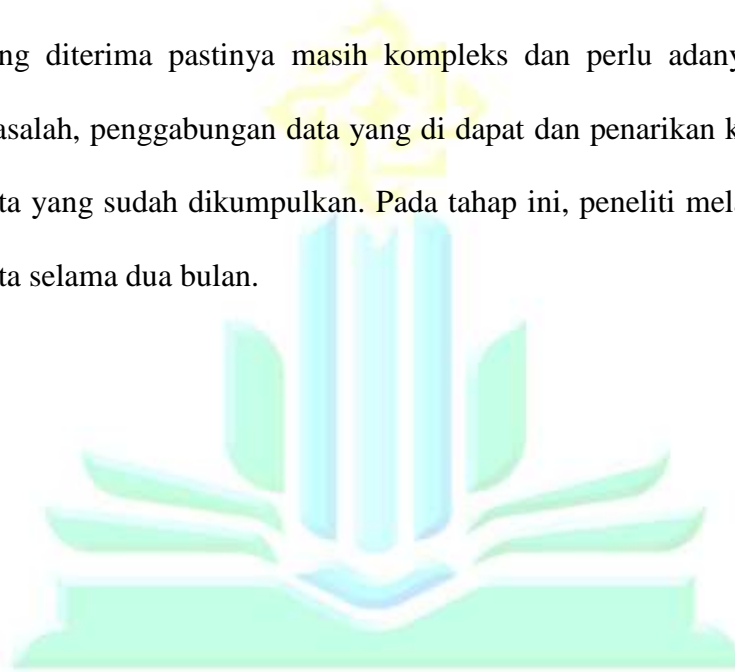 ng diterima pastinya masih kompleks dan perlu adany
asalah, penggabungan data yang di dapat dan penarikan k
ta yang sudah dikumpulkan. Pada tahap ini, peneliti mela
ta selama dua bulan.